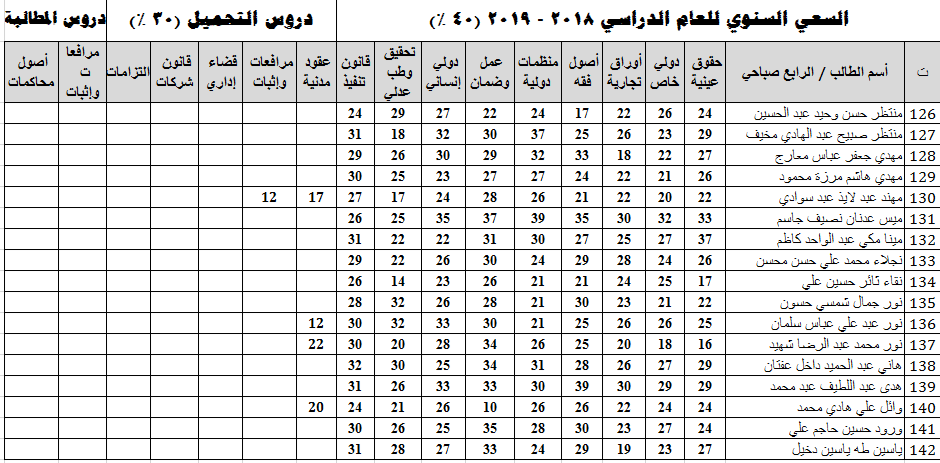 السعي السنوي للعام الدراسي ٢٠١٨ - ٢٠١٩ (٤٠ ٪) دروس التحميل (٣٠ ٪) دروس المطالبة
ت أسم الطالب / الرابع صباحي حقوق عينية دولي خاص أوراق تجارية أصول فقه منظمات دولية عمل وضمان دولي إنساني تحقيق وطب عدلي قانون تنفيذ عقود مدنية مرافعات وإثبات قضاء إداري قانون شركات التزامات مرافعات وإثبات أصول محاكمات
126 منتظر حسن وحيد عبد الحسين 24 26 22 17 24 22 27 29 24
127 منتظر صبيح عبد الهادي مخيف 29 23 26 25 37 30 32 18 31
128 مهدي جعفر عباس معارج 27 22 18 33 32 29 30 26 29
129 مهدي هاشم مرزة محمود 26 21 22 24 27 27 23 25 30
130 مهند عبد لايذ عبد سوادي 22 20 22 21 26 28 24 17 27 17 12
131 ميس عدنان نصيف جاسم 33 32 30 35 39 37 35 25 26
132 مينا مكي عبد الواحد كاظم 37 27 25 27 30 31 22 22 31
133 نجلاء محمد علي حسن محسن 26 24 28 29 24 30 26 22 29
134 نقاء ثائر حسين علي 17 25 24 21 21 26 23 14 26
135 نور جمال شمسي حسون 22 21 23 30 21 28 26 32 28
136 نور عبد علي عباس سلمان 25 26 26 25 21 30 33 32 30 12
137 نور محمد عبد الرضا شهيد 16 18 20 25 26 34 28 20 30 22
138 هاني عبد الحميد داخل عفتان 29 27 26 28 31 34 25 30 32
139 هدى عبد اللطيف عبد محمد 29 29 30 39 30 33 33 26 31
140 وائل علي هادي محمد 24 24 22 26 26 10 26 21 24 20
141 ورود حسين حاجم علي 24 27 23 30 28 35 25 26 30
142 ياسين طه ياسين دخيل 27 23 19 29 24 33 27 28 31